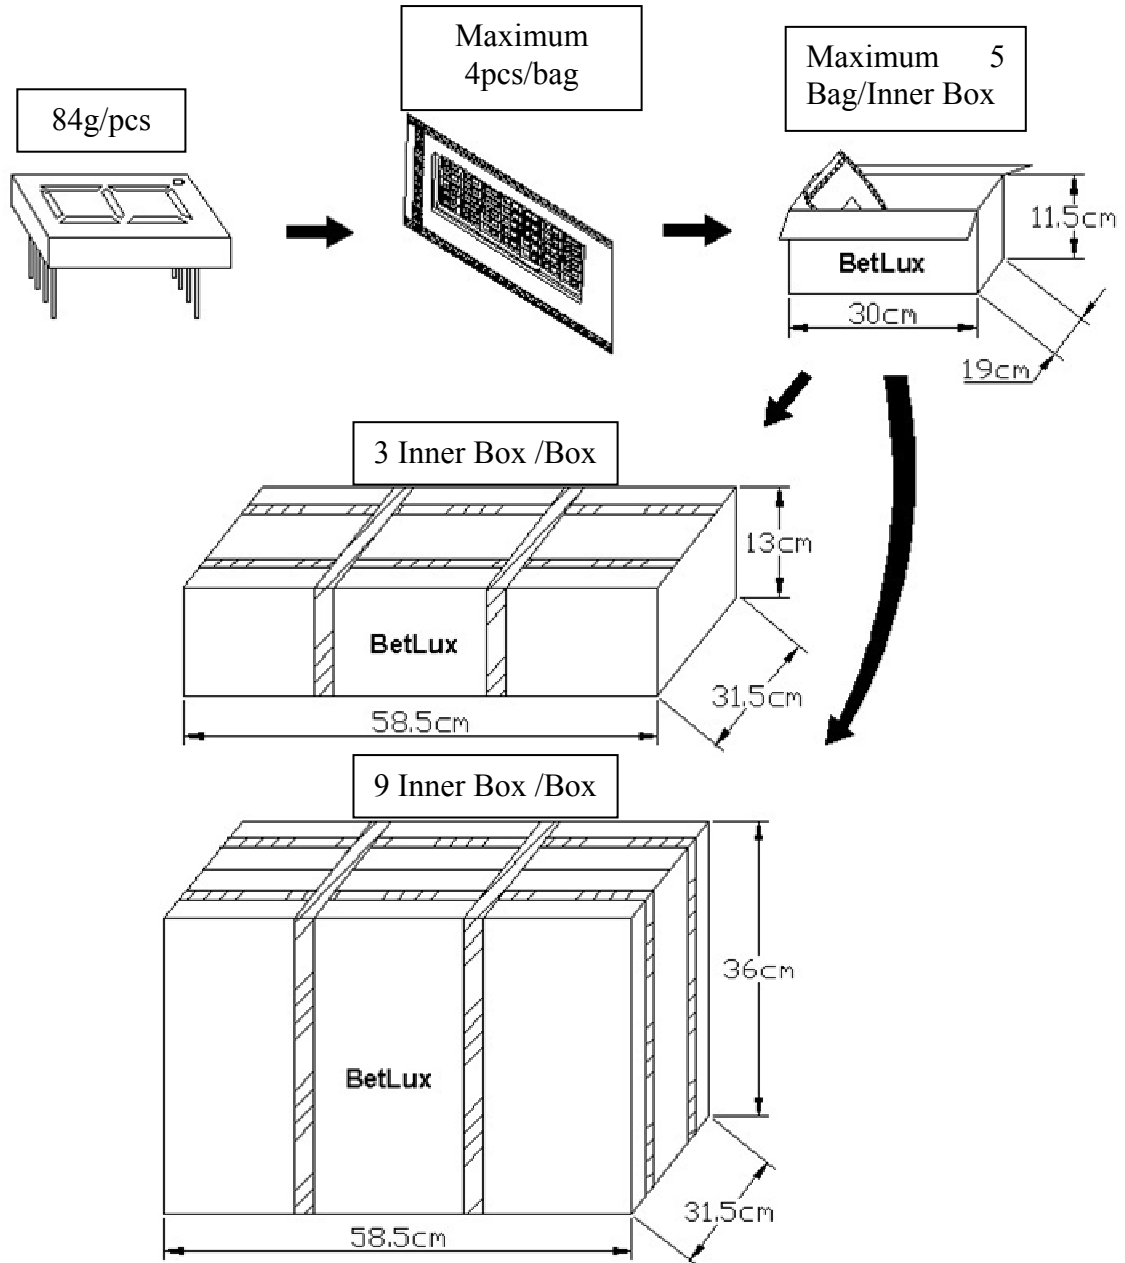 84g/pcs
Maximum
4pcs/bag
Maximum 5
Bag/Inner Box
BetLux
11.5cm
30cm
19cm
3 Inner Box /Box
BetLux
13cm
31.5cm
58.5cm
9 Inner Box /Box
BetLux
36cm
31.5cm
58.5cm